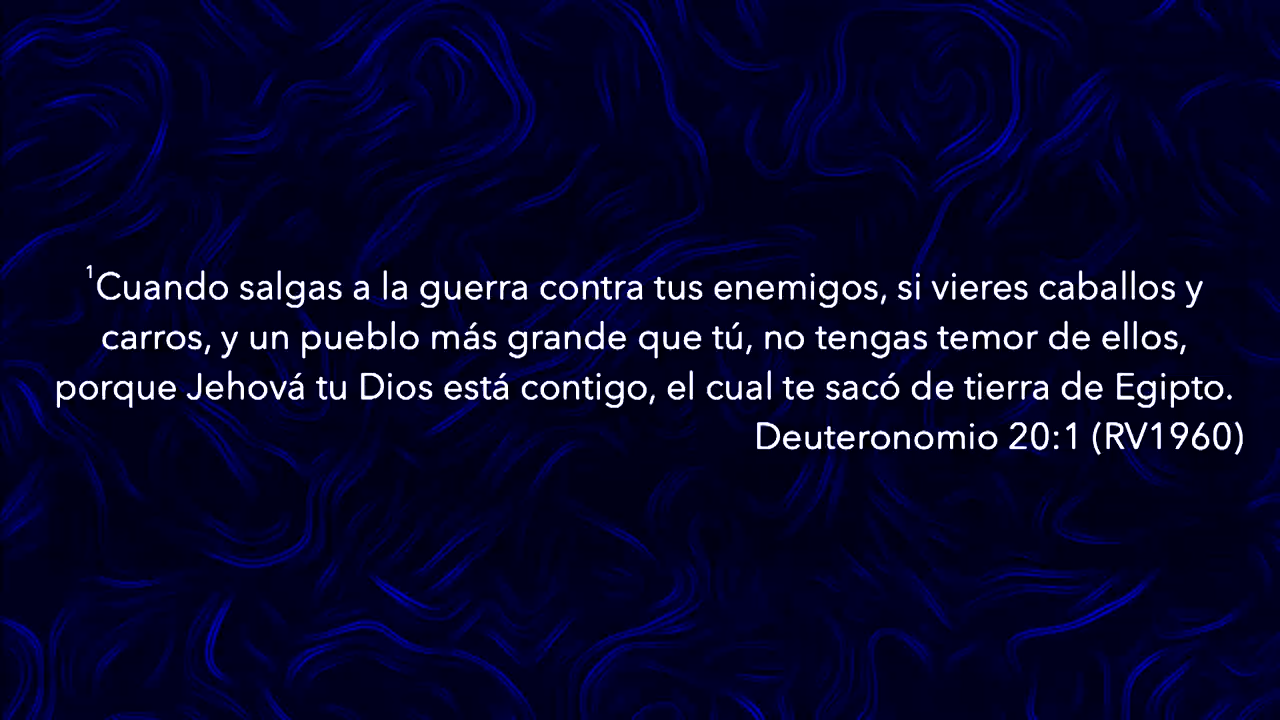 ¹Cuando salgas a la guerra contra tus enemigos, si vieres caballos y
carros, y un pueblo más grande que tú, no tengas temor de ellos,
porque Jehová tu Dios está contigo, el cual te sacó de tierra de Egipto.
Deuteronomio 20:1 (RV1960)